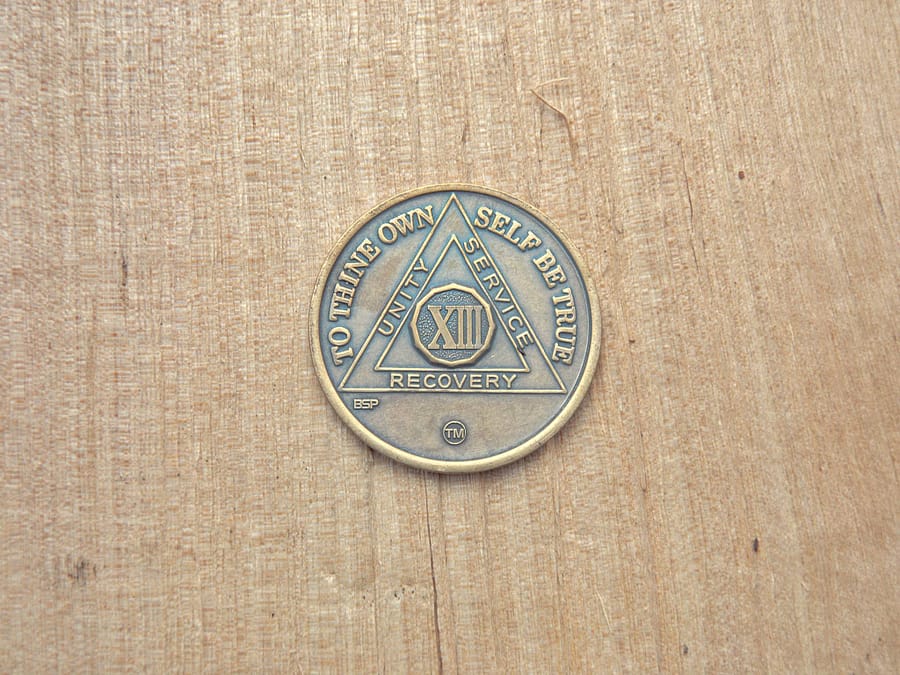 TO THINE OWN SELF BE TRUE
UNITY
SERVICE
XIII
RECOVERY
BSP
TM